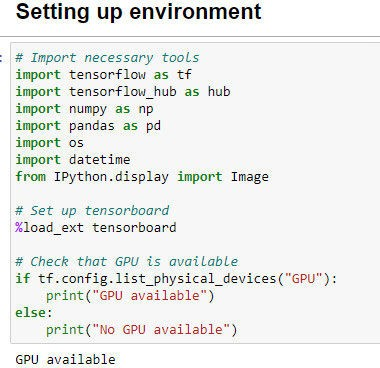 Setting up environment
# Import necessary tools
import tensorflow as tf
import tensorflow_hub as hub
import numpy as np
import pandas as pd
import os
import datetime
from IPython.display import Image
# Set up tensorboard
%load_ext tensorboard
# Check that GPU is available
if tf.config.list_physical_devices("GPU"):
    print("GPU available")
else:
    print("No GPU available")
GPU available